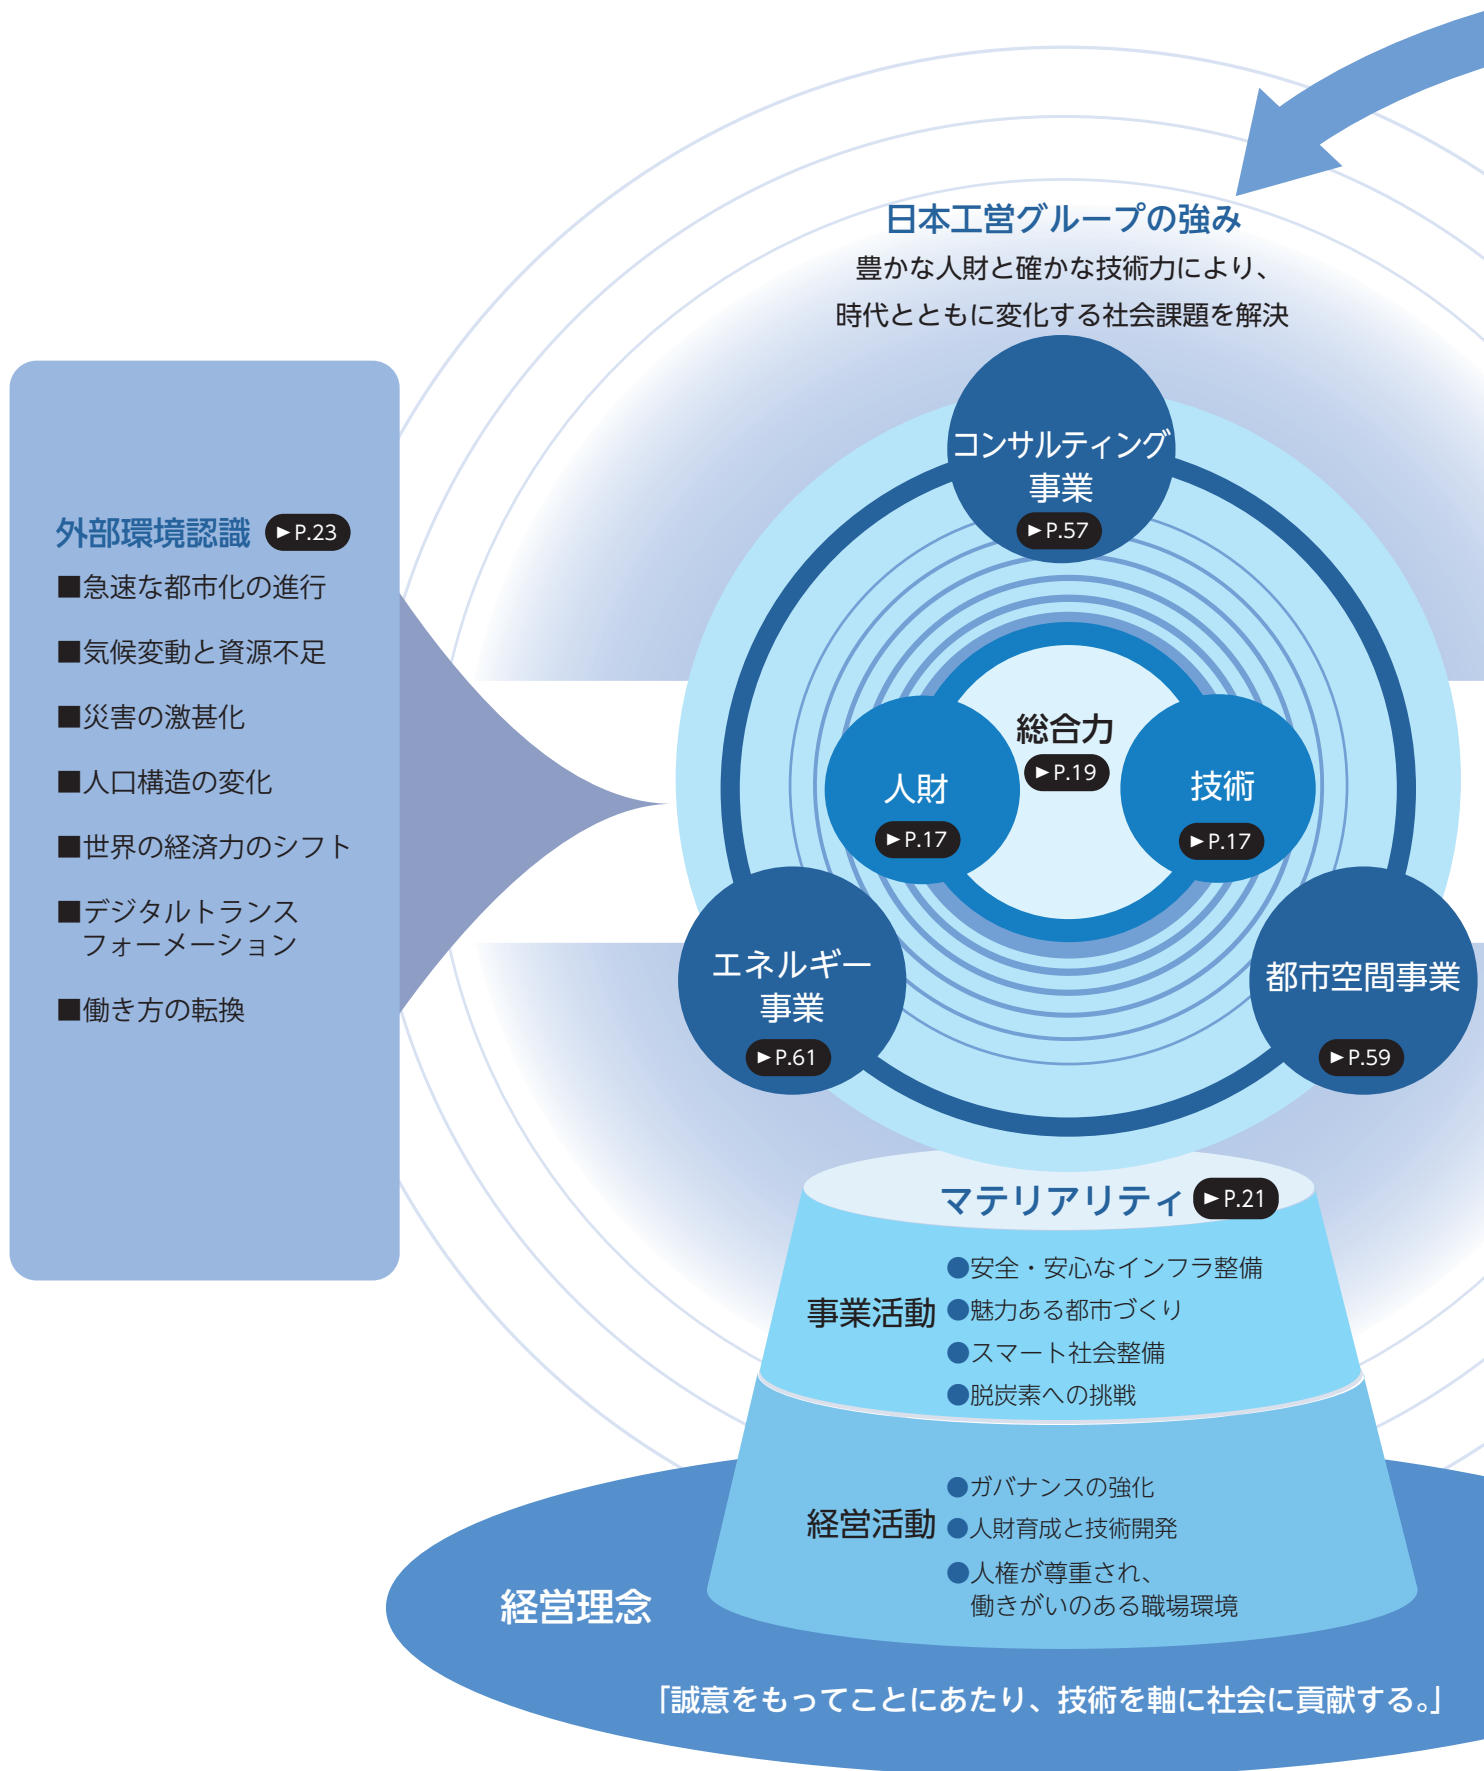 日本工営グループの強み
豊かな人財と確かな技術力により、
時代とともに変化する社会課題を解決
外部環境認識 ►P.23
■急速な都市化の進行
■気候変動と資源不足
■災害の激甚化
■人口構造の変化
■世界の経済力のシフト
■デジタルトランス
フォーメーション
■働き方の転換
コンサルティング
事業
►P.57
総合力
►P.19
人財
►P.17
技術
►P.17
エネルギー
事業
►P.61
都市空間事業
►P.59
マテリアリティ ►P.21
事業活動
●安全・安心なインフラ整備
●魅力ある都市づくり
●スマート社会整備
●脱炭素への挑戦
経営活動
●ガバナンスの強化
●人財育成と技術開発
●人権が尊重され、
働きがいのある職場環境
経営理念
「誠意をもってことにあたり、技術を軸に社会に貢献する。」